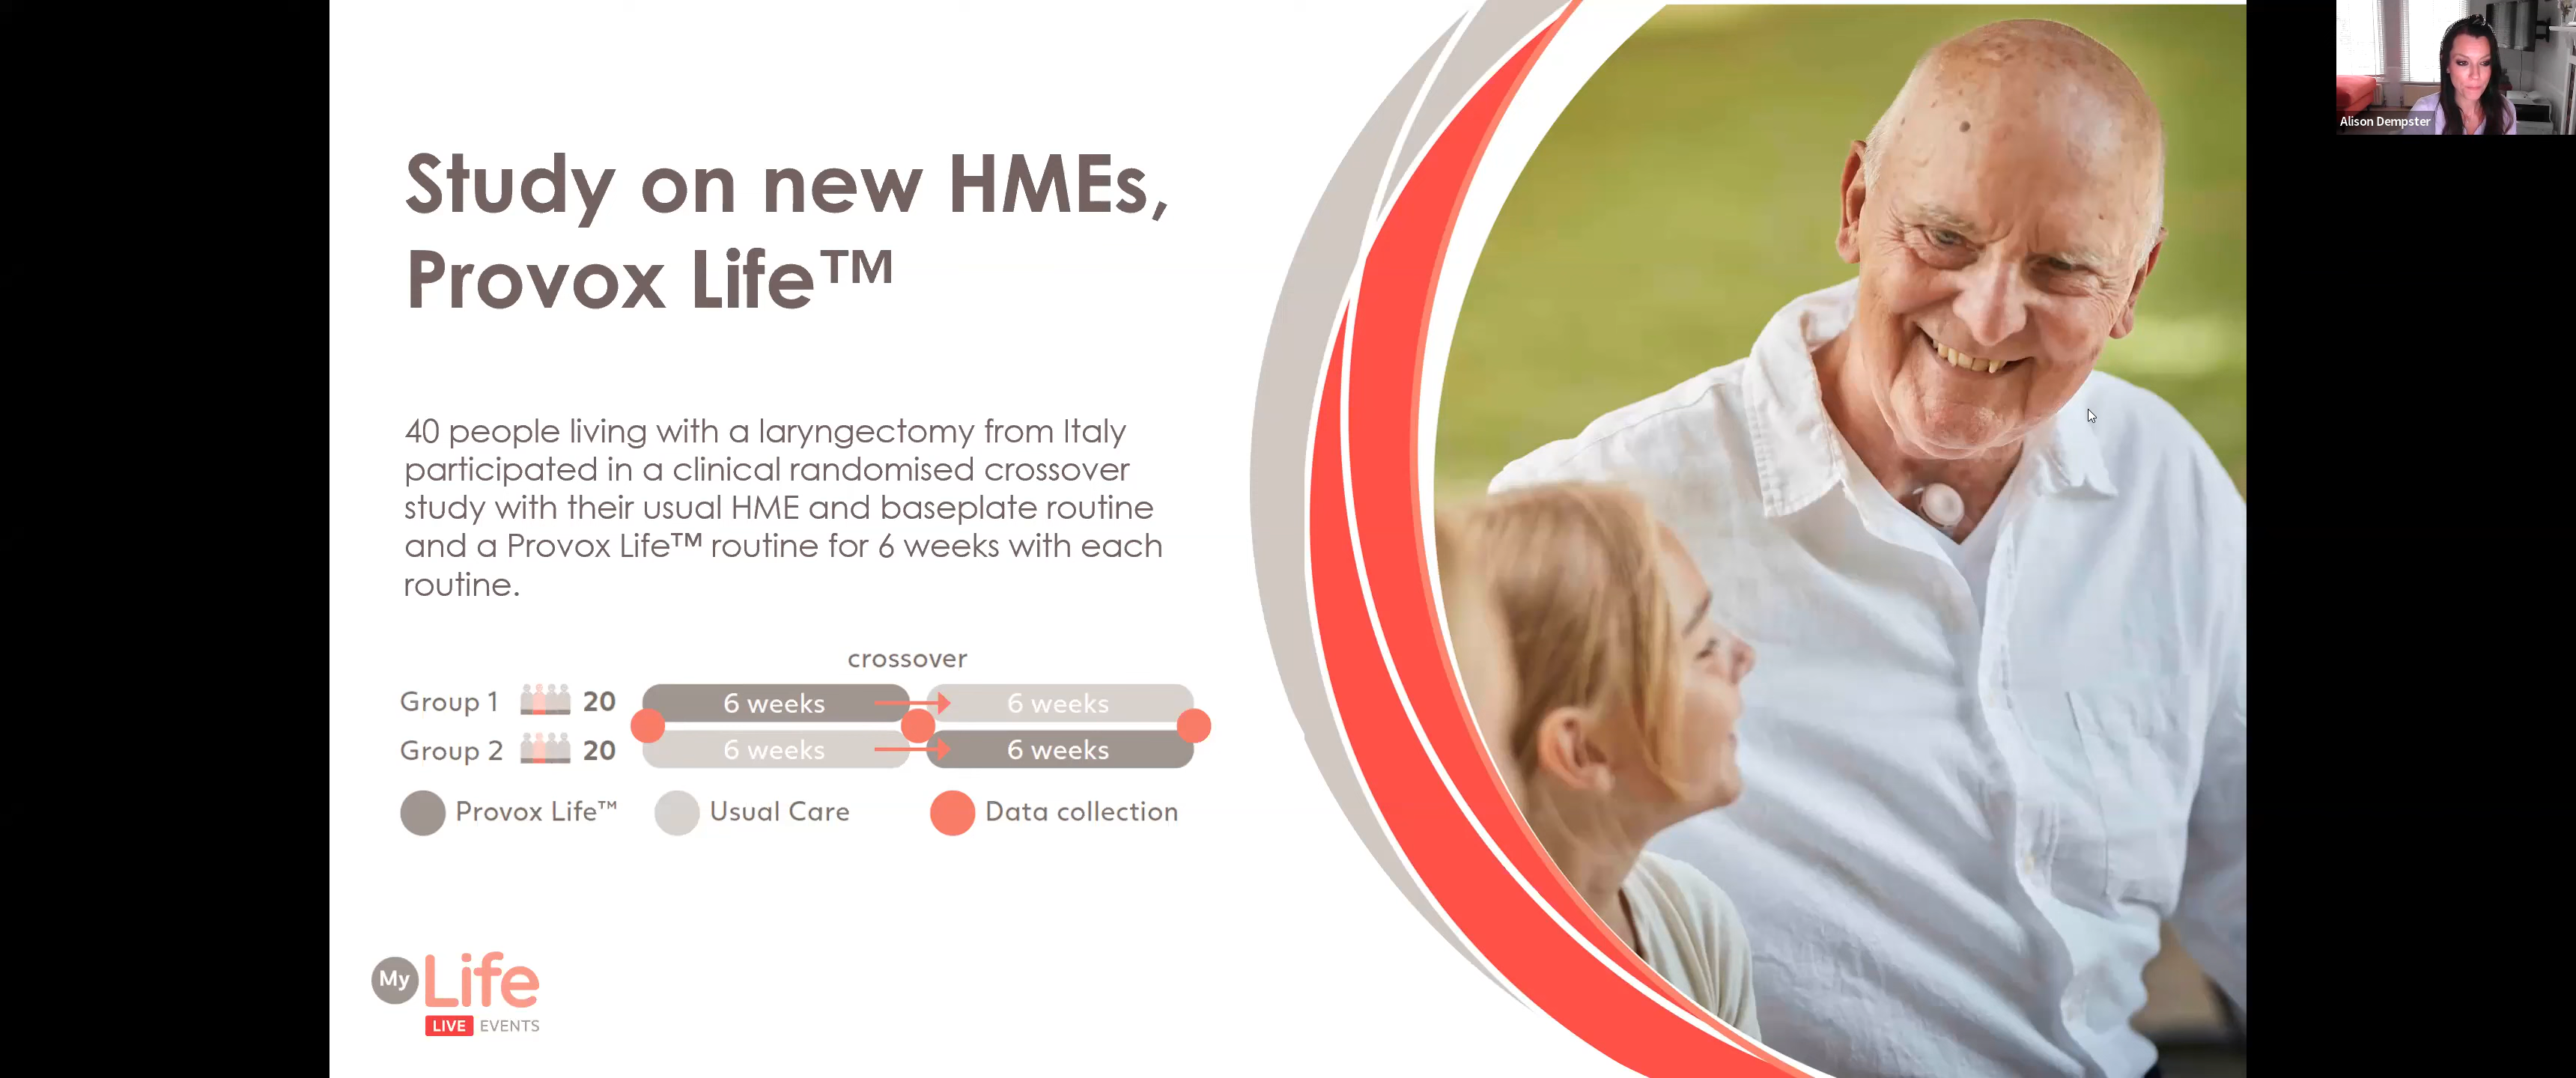 Study on new HMEs,
Provox Life™
40 people living with a laryngectomy from Italy
participated in a clinical randomised crossover
study with their usual HME and baseplate routine
and a Provox Life™ routine for 6 weeks with each
routine.
crossover
Group 1 20 6 weeks 6 weeks
Group 2 20 6 weeks 6 weeks
Provox Life™ Usual Care Data collection
My Life
LIVE EVENTS
Alison Dempster